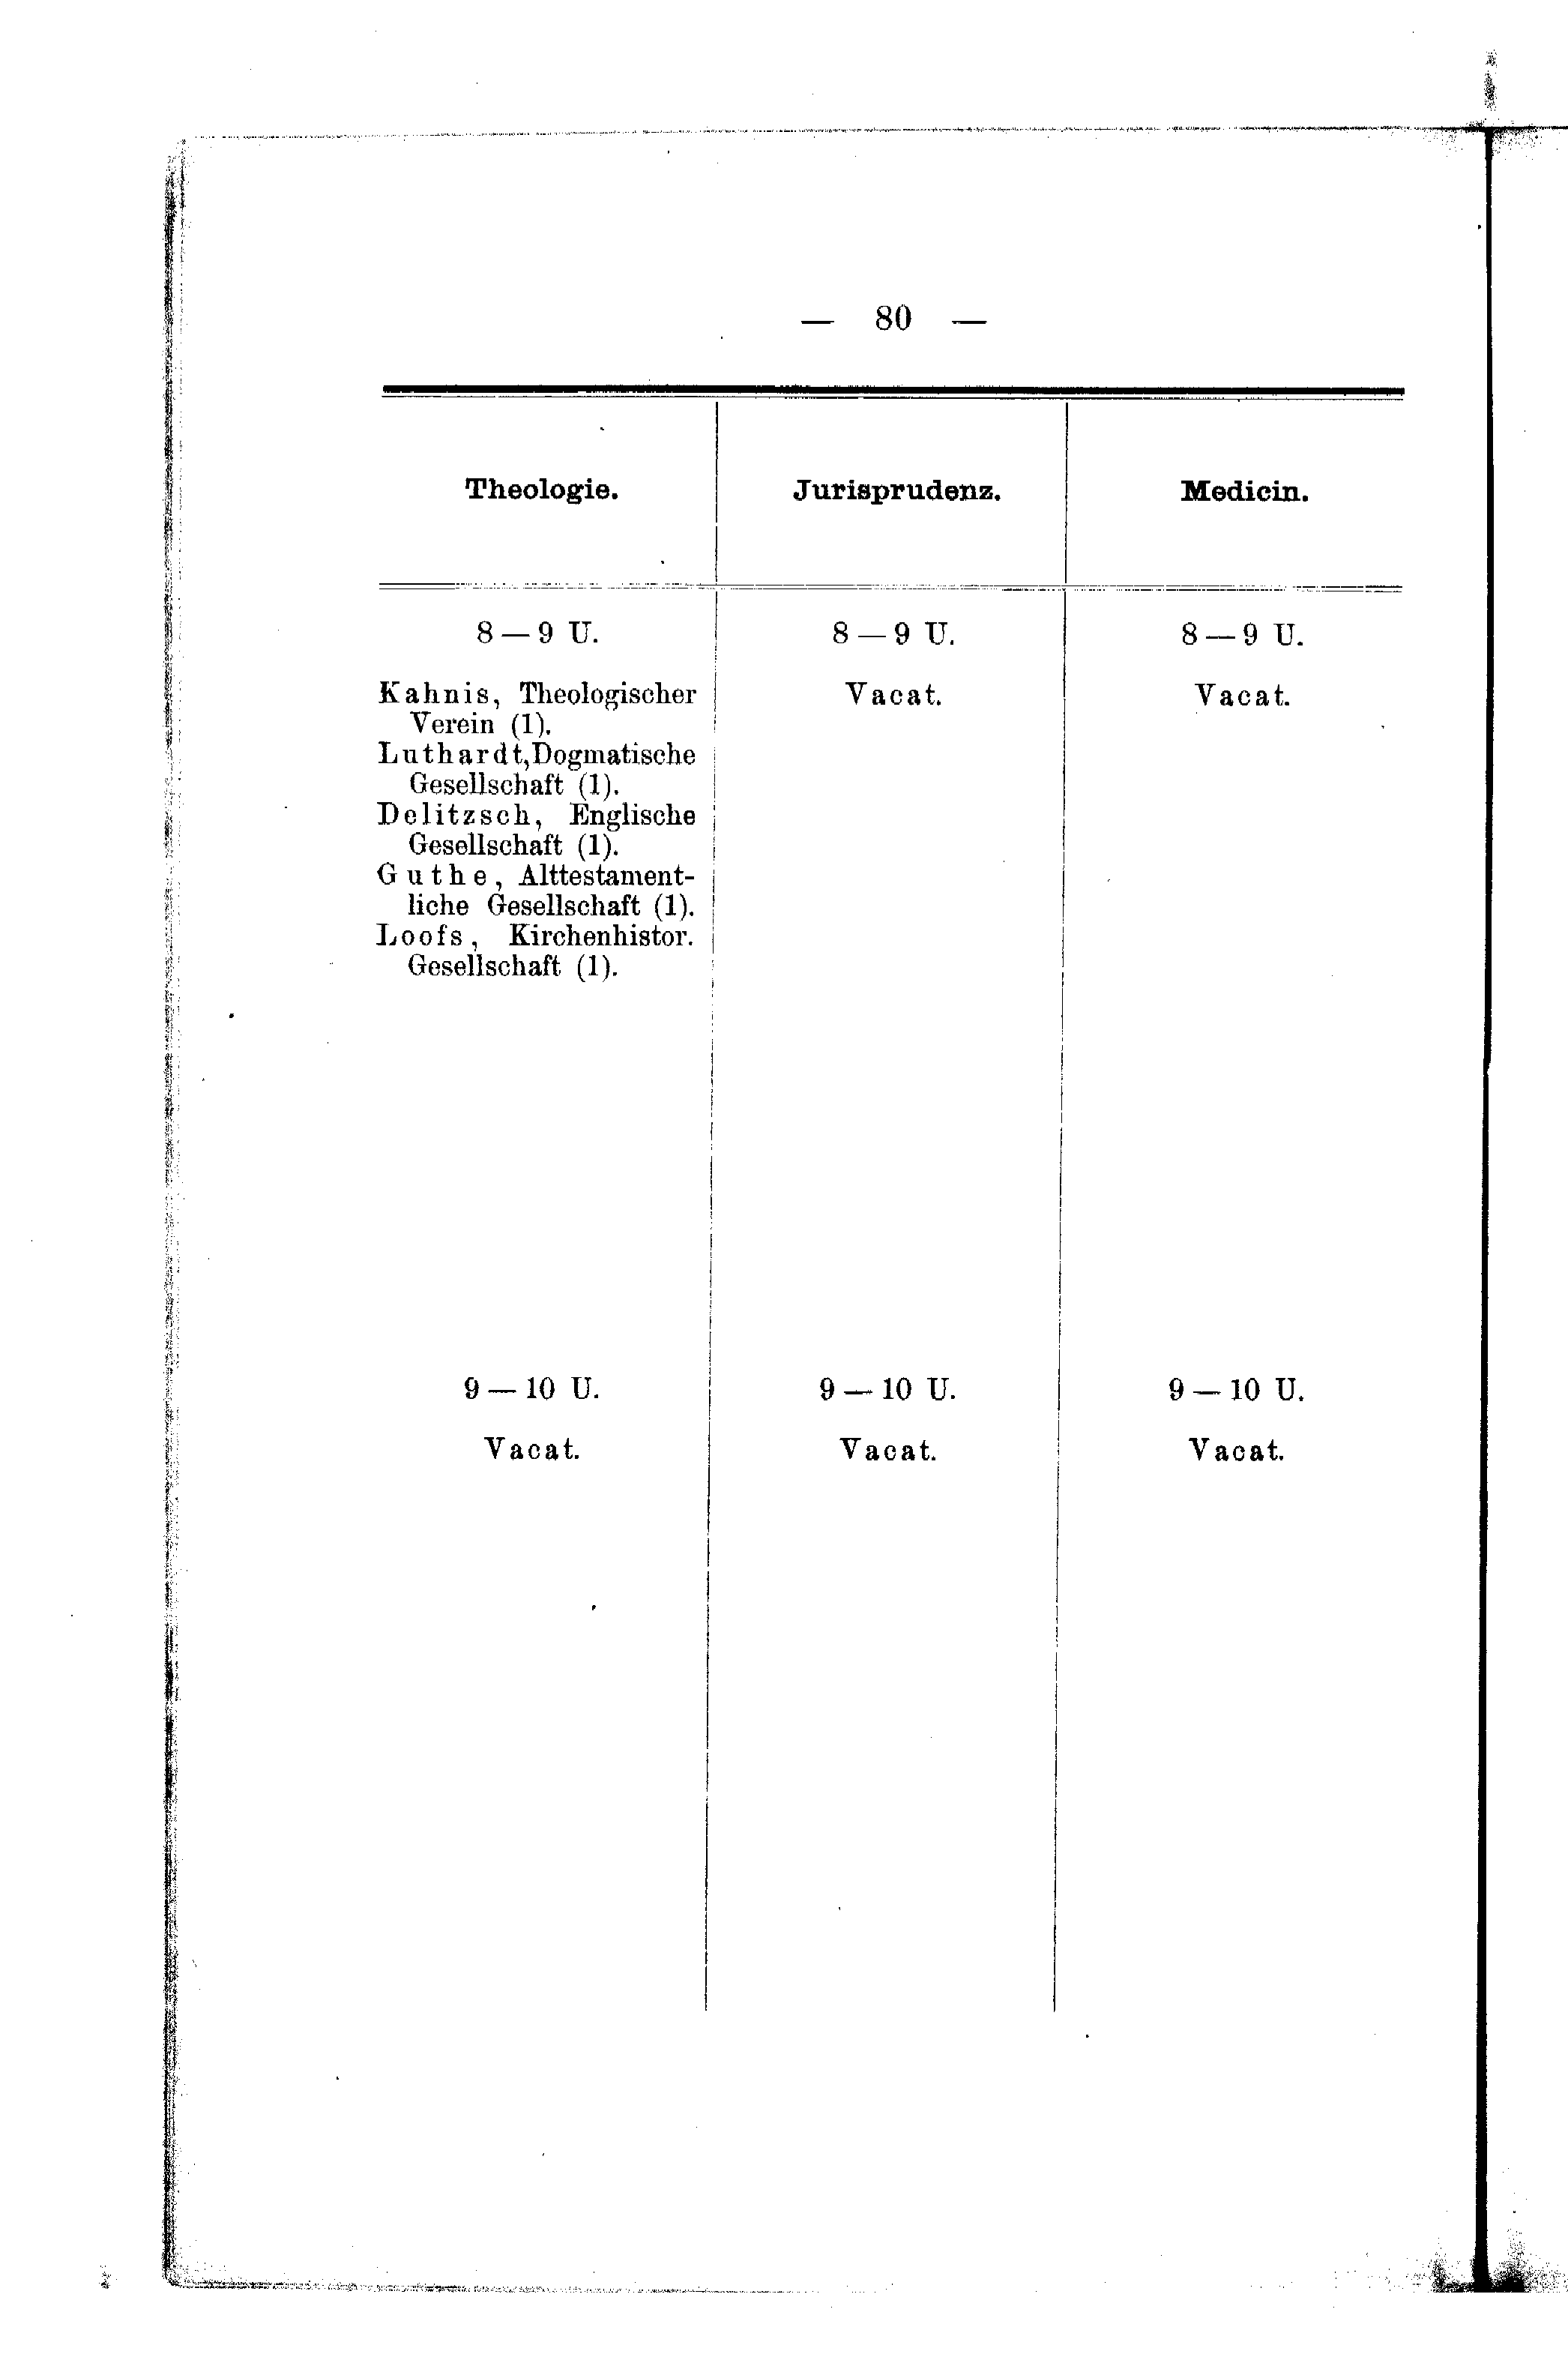 — 80 —
Theologie.
Jurisprudenz.
Medicin.
8 — 9 U.
Kahnis, Theologischer
Verein (1).
Luthardt, Dogmatische
Gesellschaft (1).
Delitzsch, Englische
Gesellschaft (1).
Guthe, Alttestament-
liche Gesellschaft (1).
Loofs, Kirchenhistor.
Gesellschaft (1).
8 — 9 U.
Vacat.
8 — 9 U.
Vacat.
9 — 10 U.
Vacat.
9 — 10 U.
Vacat.
9 — 10 U.
Vacat.